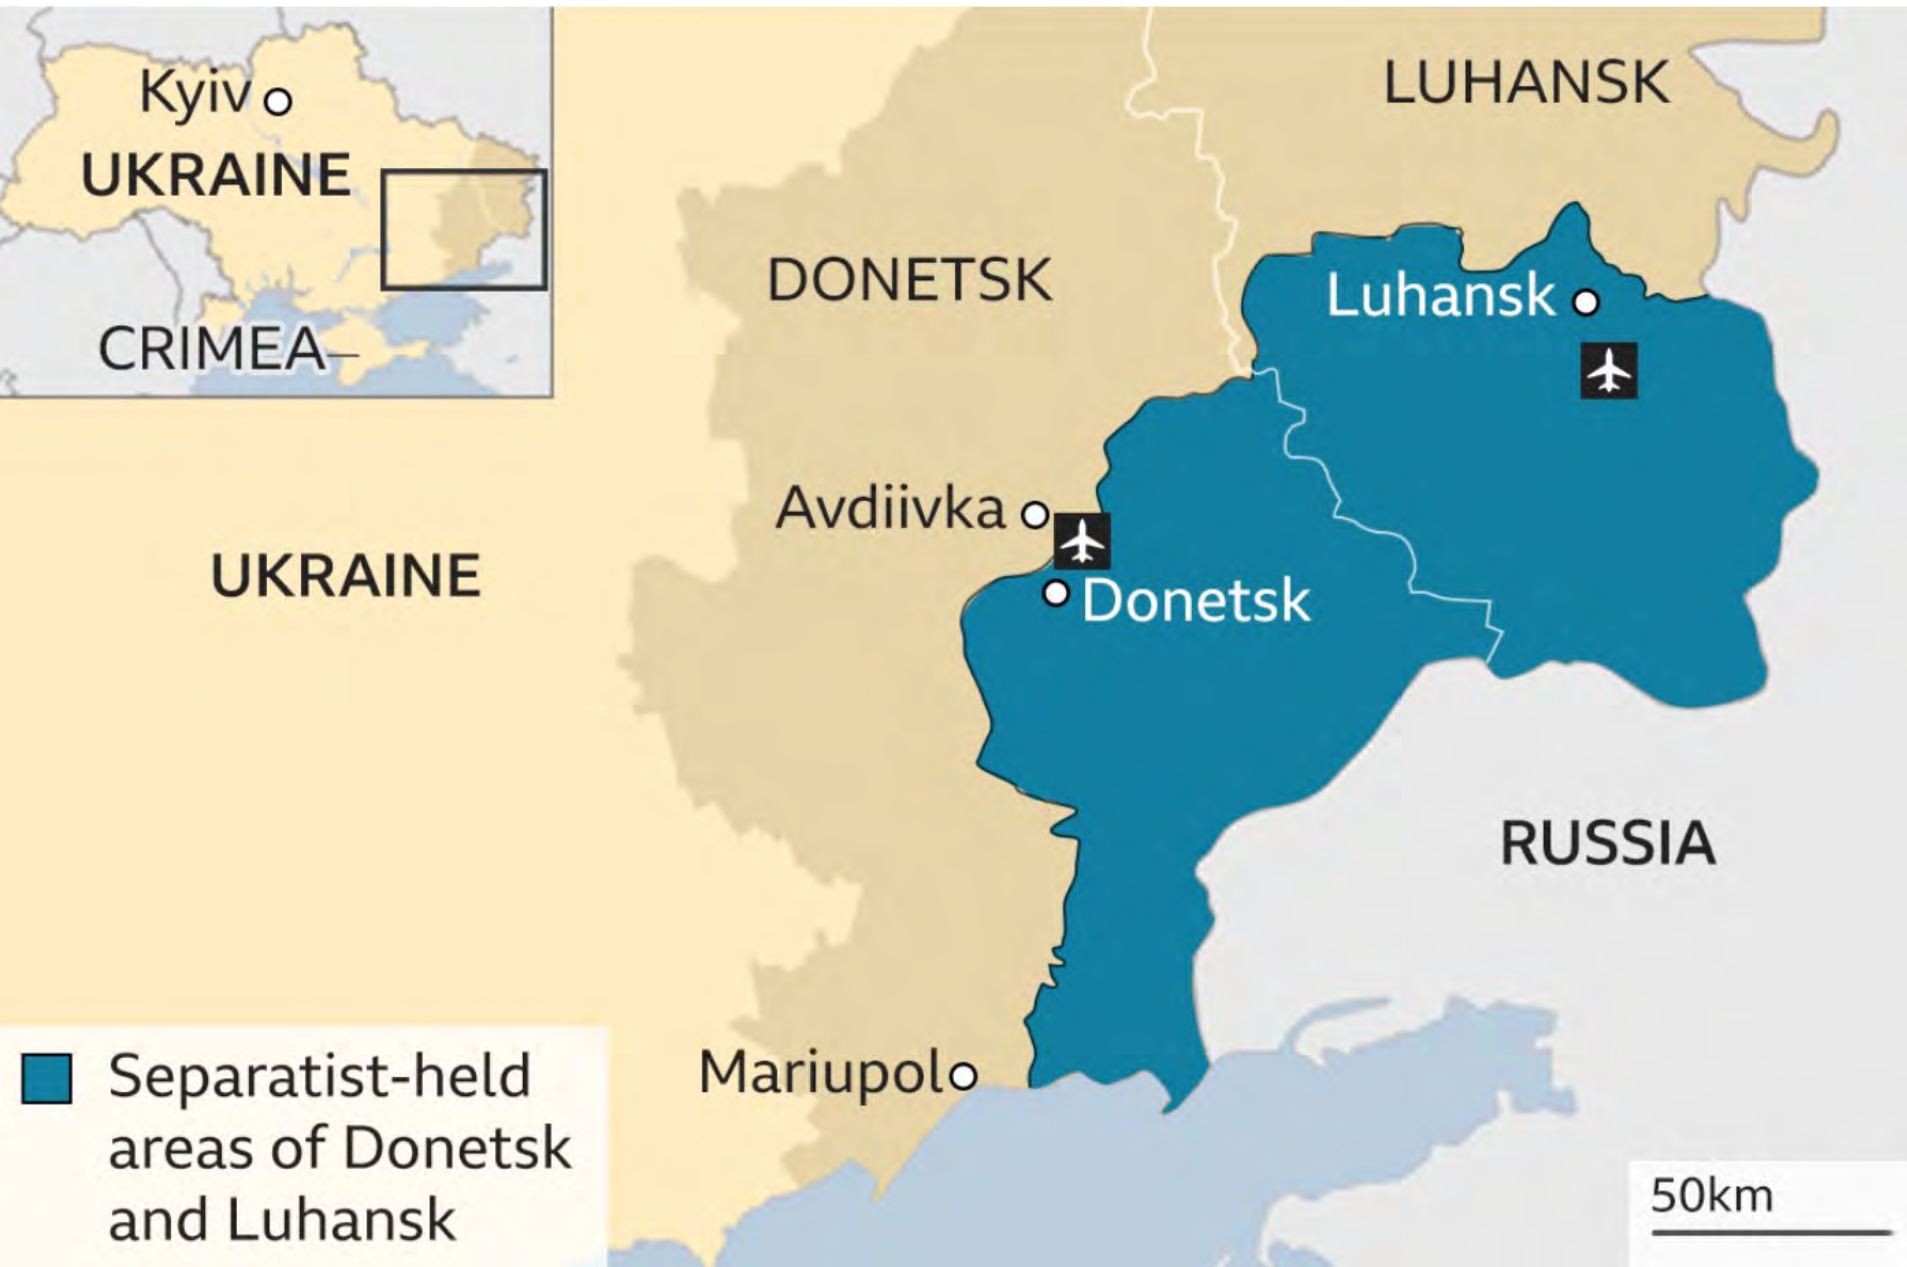 Kyiv
UKRAINE
CRIMEA
LUHANSK
DONETSK
Luhansk
Avdiivka
Donetsk
UKRAINE
RUSSIA
Mariupol
Separatist-held
areas of Donetsk
and Luhansk
50km